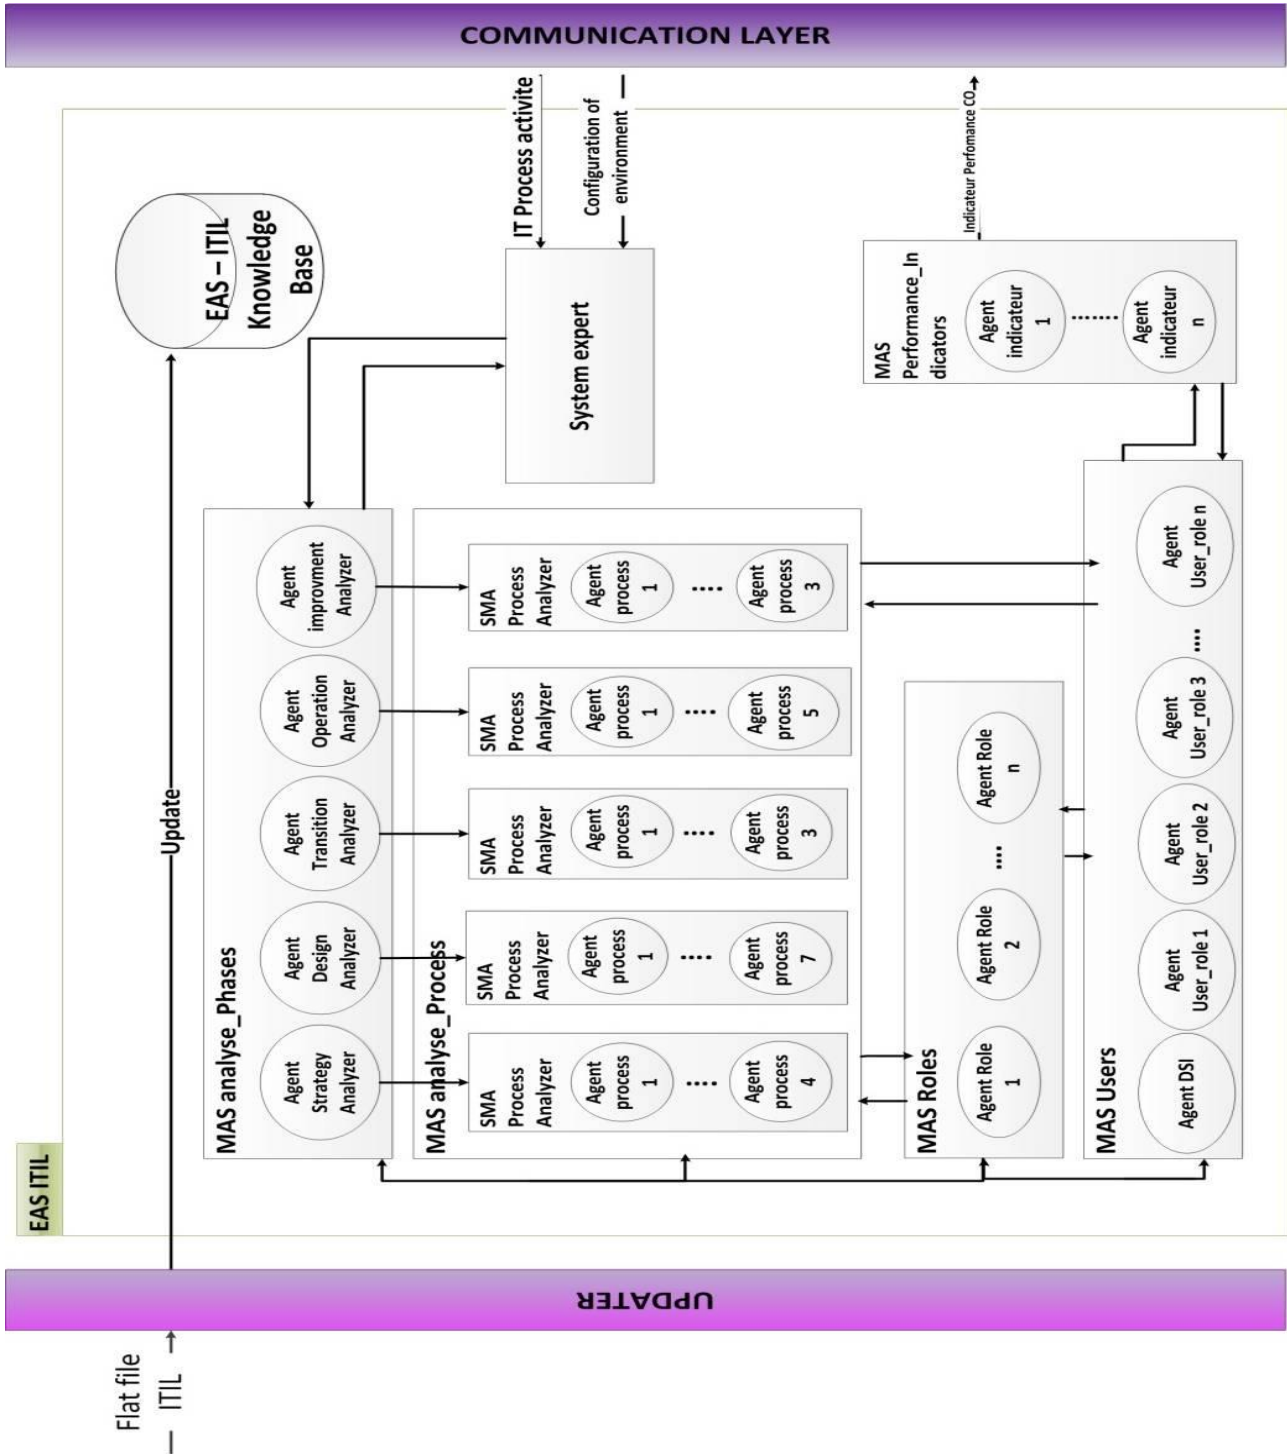 COMMUNICATION LAYER
IT Process activite
Configuration of
environment
Indicateur Perfomance CO
EAS – ITIL
Knowledge
Base
System expert
MAS
Performance_In
dicators
Agent
indicateur
1
.......
Agent
indicateur
n
EAS ITIL
Update
MAS analyse_Phases
Agent
Strategy
Analyzer
Agent
Design
Analyzer
Agent
Transition
Analyzer
Agent
Operation
Analyzer
Agent
improvment
Analyzer
MAS analyse_Process
SMA
Process
Analyzer
Agent
process
1
....
Agent
process
4
SMA
Process
Analyzer
Agent
process
1
....
Agent
process
7
SMA
Process
Analyzer
Agent
process
1
....
Agent
process
3
SMA
Process
Analyzer
Agent
process
1
....
Agent
process
5
SMA
Process
Analyzer
Agent
process
1
....
Agent
process
3
MAS Roles
Agent Role
1
Agent Role
2
....
Agent Role
n
MAS Users
Agent DSI
Agent
User_role 1
Agent
User_role 2
Agent
User_role 3
....
Agent
User_role n
UPDATER
Flat file
ITIL